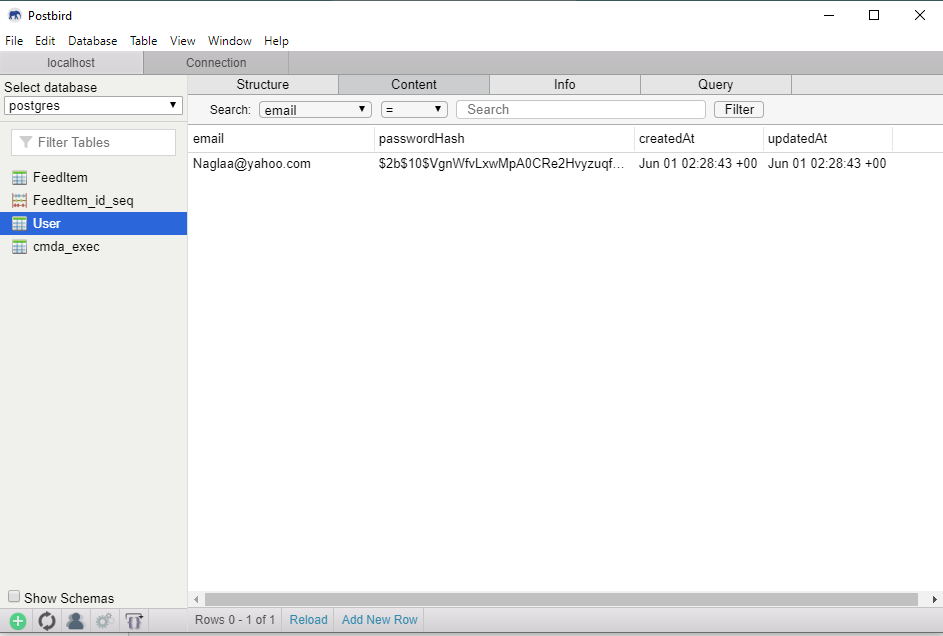 Postbird
File Edit Database Table View Window Help
localhost Connection
Select database
postgres
Filter Tables
FeedItem
FeedItem_id_seq
User
cmda_exec
Show Schemas
Structure Content Info Query
Search: email = Search Filter
email passwordHash createdAt updatedAt
Naglaa@yahoo.com $2b$10$VgnWfvLxwMpA0CRe2Hvyzuqf... Jun 01 02:28:43 +00 Jun 01 02:28:43 +00
Rows 0 - 1 of 1 Reload Add New Row